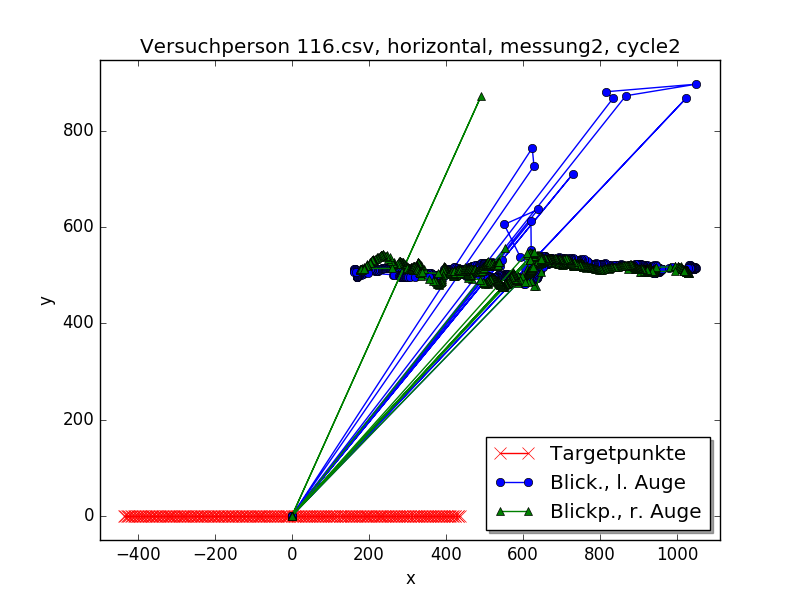 Versuchperson 116.csv, horizontal, messung2, cycle2
y
800
600
400
200
0
−400
−200
0
200
400
600
800
1000
x
Targetpunkte
Blick., l. Auge
Blickp., r. Auge